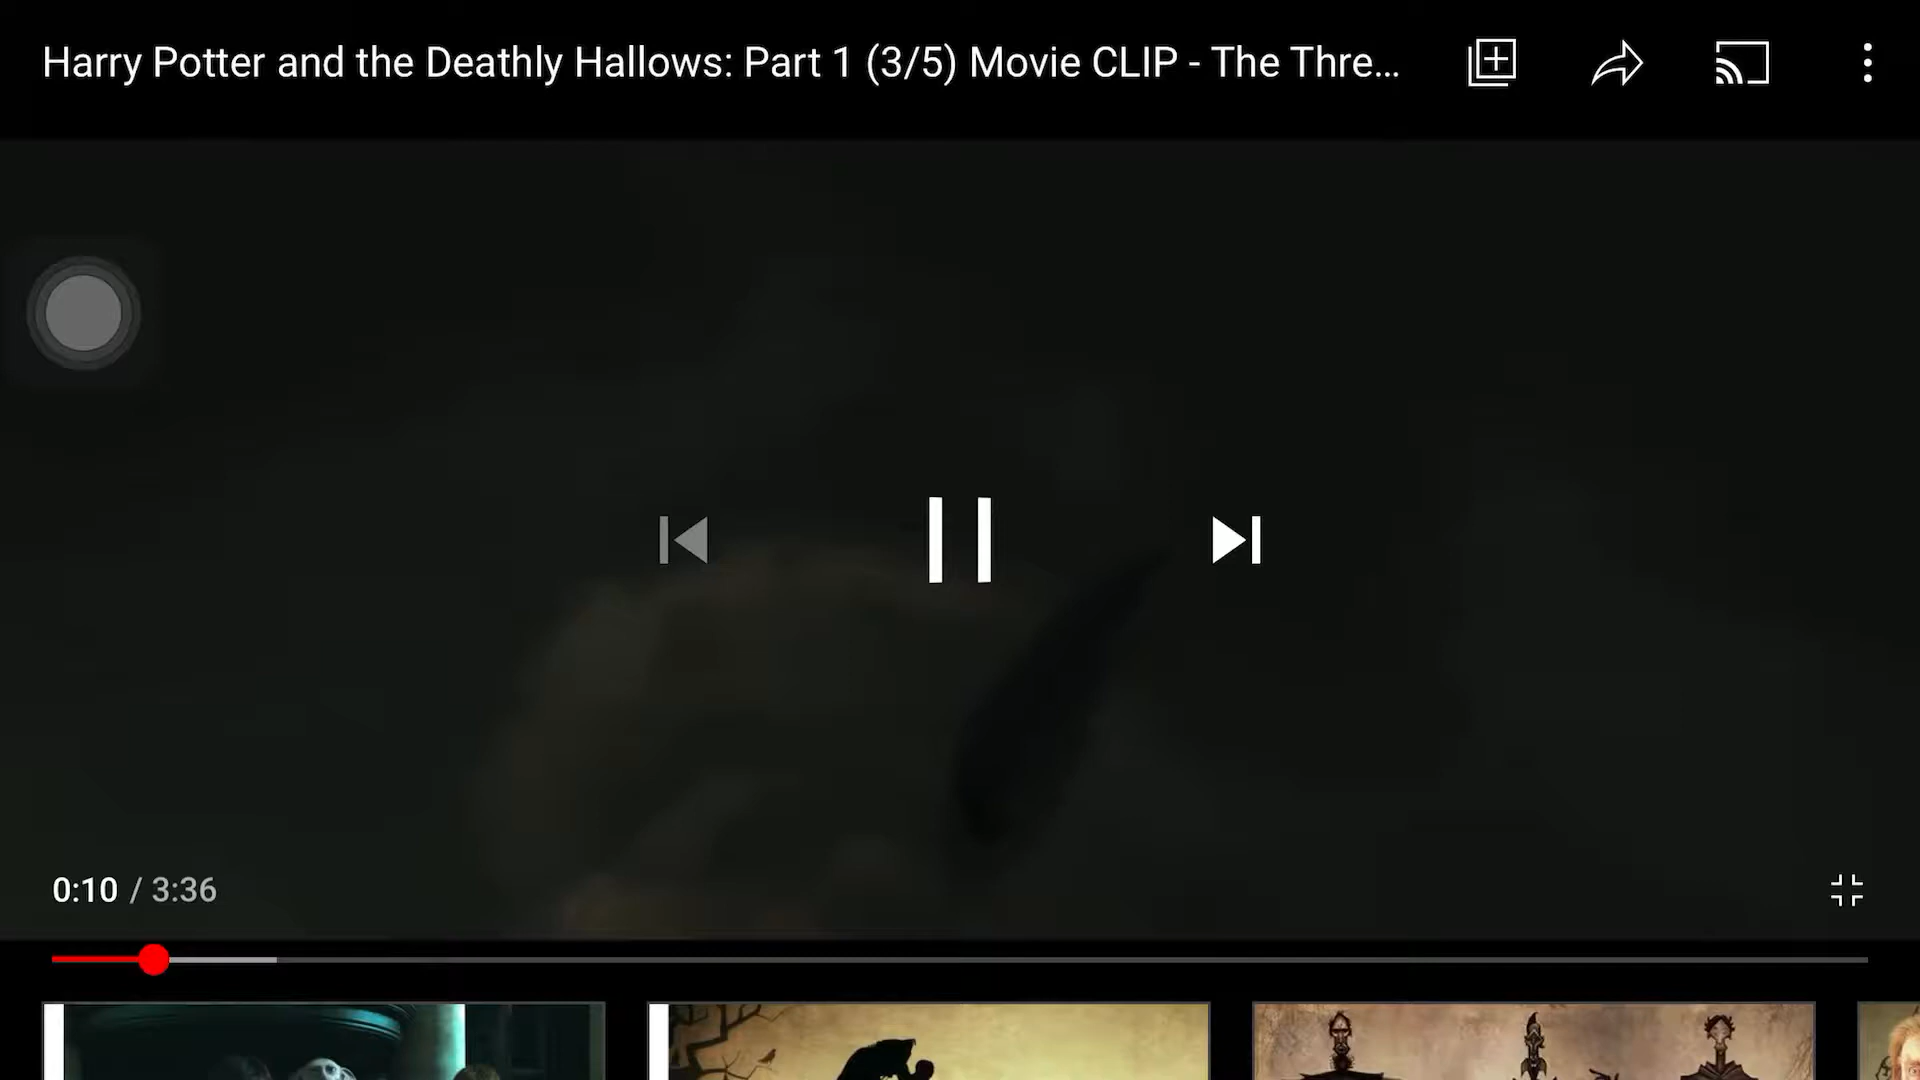 Harry Potter and the Deathly Hallows: Part 1 (3/5) Movie CLIP - The Thre...
0:10 / 3:36